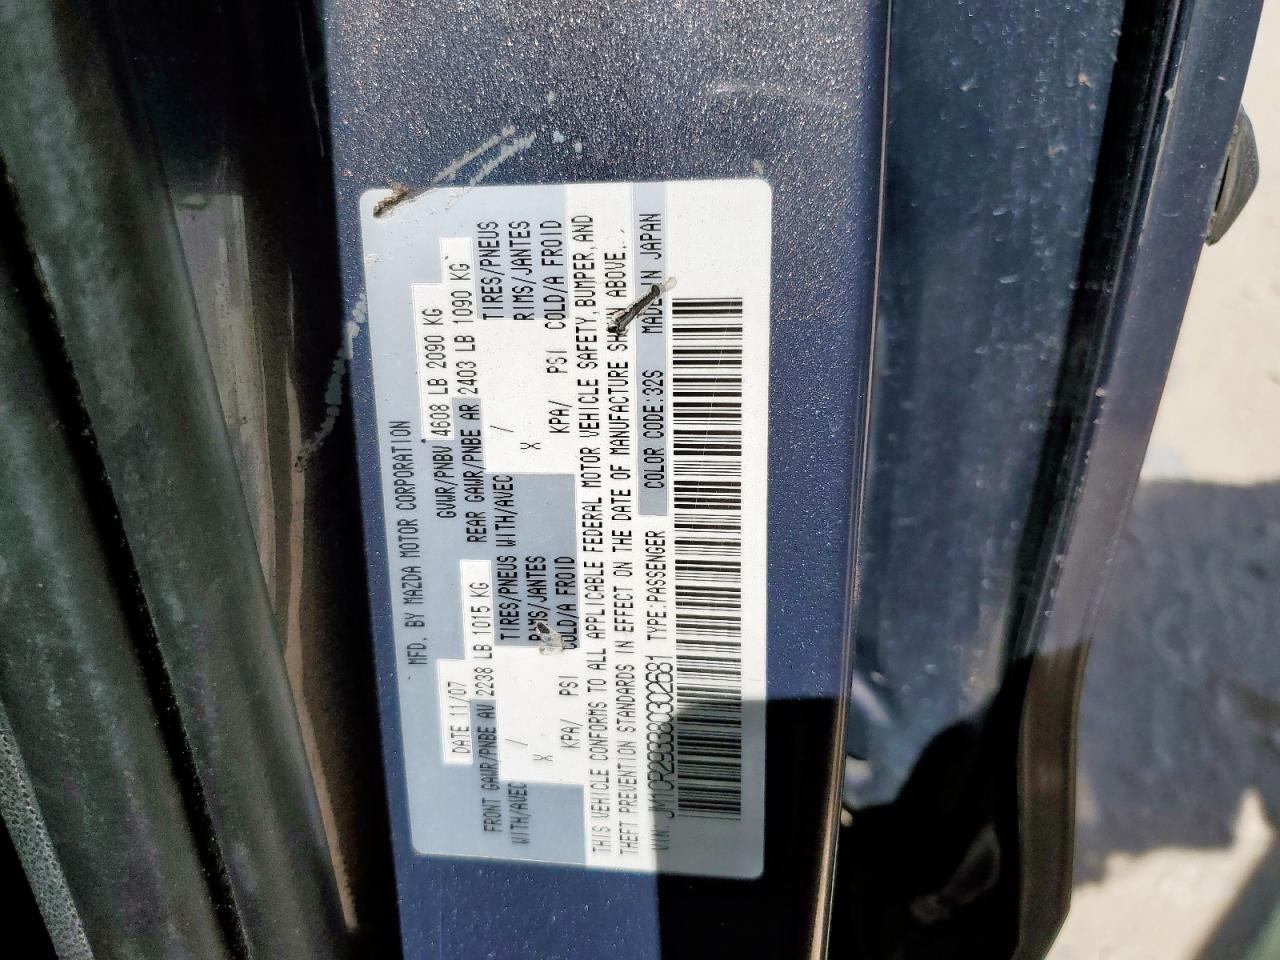 MFD. BY MAZDA MOTOR CORPORATION
DATE 11/07 GVWR/PNBV 4608 LB 2090 KG
FRONT GAWR/PNBE AV 2238 LB 1015 KG REAR GAWR/PNBE AR 2403 LB 1090 KG
WITH/AVEC / TIRES/PNEUS WITH/AVEC / TIRES/PNEUS
X RIMS/JANTES X RIMS/JANTES
KPA/ PSI COLD/A FROID KPA/ PSI COLD/A FROID
THIS VEHICLE CONFORMS TO ALL APPLICABLE FEDERAL MOTOR VEHICLE SAFETY, BUMPER, AND
THEFT PREVENTION STANDARDS IN EFFECT ON THE DATE OF MANUFACTURE SHOWN ABOVE.
VIN: JM1CR293380302681 TYPE:PASSENGER COLOR CODE:32S MADE IN JAPAN